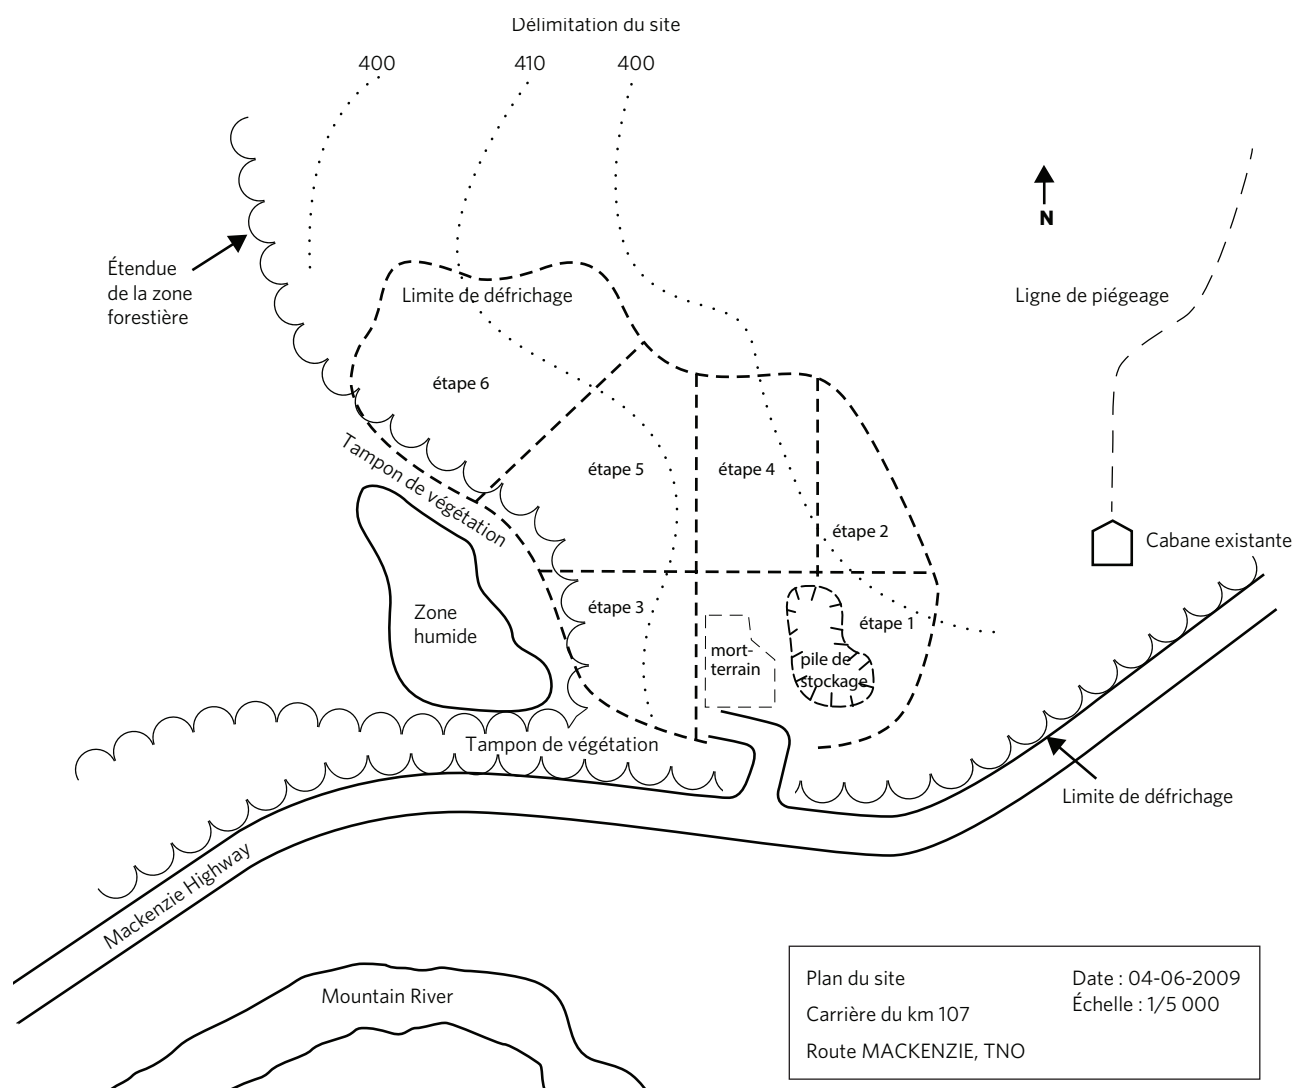 Délimitation du site
400
410
400
N
Étendue
de la zone
forestière
Limite de défrichage
Ligne de piégeage
étape 6
Tampon de végétation
étape 5
étape 4
étape 2
Cabane existante
Zone
humide
étape 3
étape 1
mort-
terrain
pile de
stockage
Tampon de végétation
Limite de défrichage
Mackenzie Highway
Mountain River
Plan du site
Date : 04-06-2009
Échelle : 1/5 000
Carrière du km 107
Route MACKENZIE, TNO